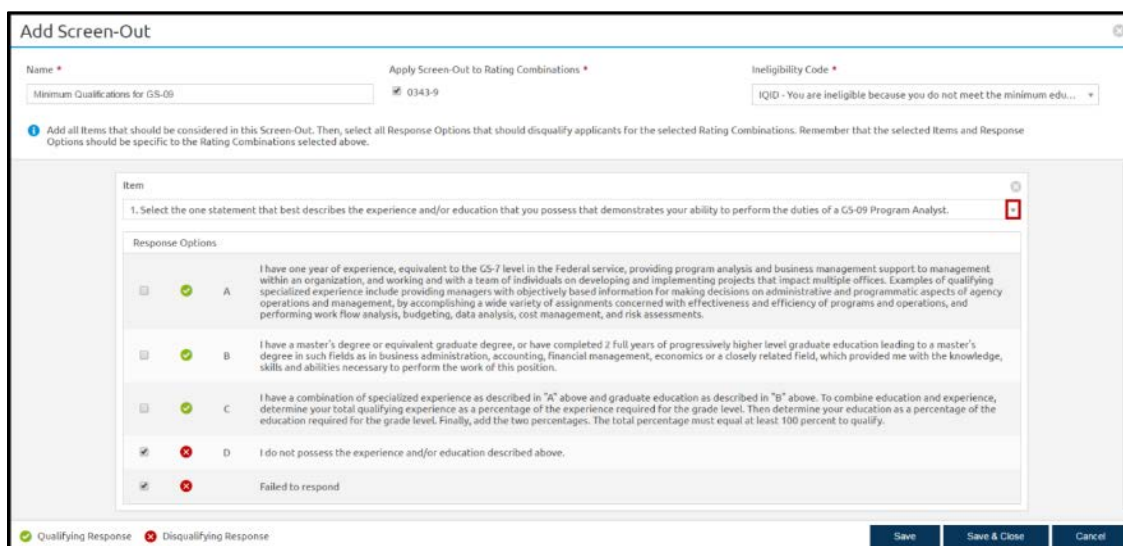 Add Screen-Out
Name *
Apply Screen-Out to Rating Combinations *
Ineligibility Code *
Minimum Qualifications for GS-09
0343-9
IQID - You are ineligible because you do not meet the minimum edu...
Add all Items that should be considered in this Screen-Out. Then, select all Response Options that should disqualify applicants for the selected Rating Combinations. Remember that the selected Items and Response
Options should be specific to the Rating Combinations selected above.
Item
1. Select the one statement that best describes the experience and/or education that you possess that demonstrates your ability to perform the duties of a GS-09 Program Analyst.
Response Options
A
I have one year of experience, equivalent to the GS-7 level in the Federal service, providing program analysis and business management support to management
within an organization, and working and with a team of individuals on developing and implementing projects that impact multiple offices. Examples of qualifying
specialized experience include providing managers with objectively based information for making decisions on administrative and programmatic aspects of agency
operations and management, by accomplishing a wide variety of assignments concerned with effectiveness and efficiency of programs and operations, and
performing work flow analysis, budgeting, data analysis, cost management, and risk assessments.
B
I have a master's degree or equivalent graduate degree, or have completed 2 full years of progressively higher level graduate education leading to a master's
degree in such fields as in business administration, accounting, financial management, economics or a closely related field, which provided me with the knowledge,
skills and abilities necessary to perform the work of this position.
C
I have a combination of specialized experience as described in "A" above and graduate education as described in "B" above. To combine education and experience,
determine your total qualifying experience as a percentage of the experience required for the grade level. Then determine your education as a percentage of the
education required for the grade level. Finally, add the two percentages. The total percentage must equal at least 100 percent to qualify.
D
I do not possess the experience and/or education described above.
Failed to respond
Qualifying Response
Disqualifying Response
Save
Save & Close
Cancel